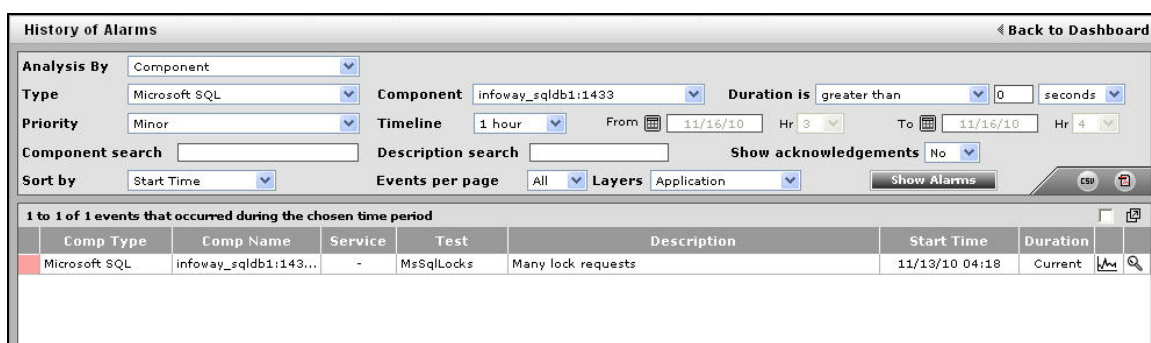 History of Alarms Back to Dashboard
Analysis By Component
Type Microsoft SQL Component infoway_sqldb1:1433 Duration is greater than 0 seconds
Priority Minor Timeline 1 hour From 11/16/10 Hr 3 To 11/16/10 Hr 4
Component search Description search Show acknowledgements No
Sort by Start Time Events per page All Layers Application Show Alarms CSU
1 to 1 of 1 events that occurred during the chosen time period
Comp Type Comp Name Service Test Description Start Time Duration
Microsoft SQL infoway_sqldb1:143... - MsSqlLocks Many lock requests 11/13/10 04:18 Current